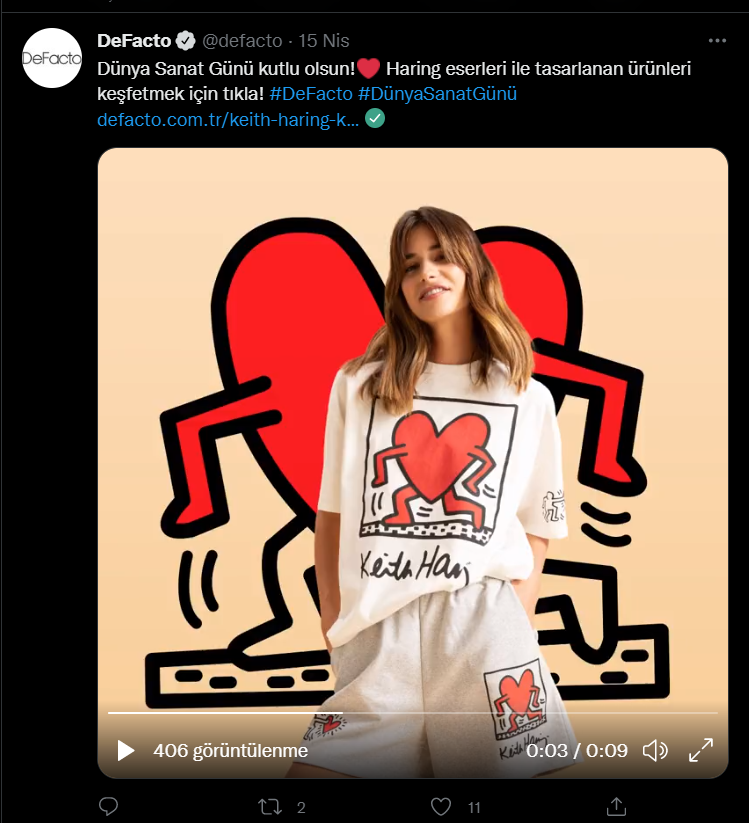 DeFacto
DeFacto @defacto · 15 Nis
Dünya Sanat Günü kutlu olsun! Haring eserleri ile tasarlanan ürünleri
keşfetmek için tıkla! #DeFacto #DünyaSanatGünü
defacto.com.tr/keith-haring-k...
Keith Haring
Keith Haring
406 görüntülenme
0:03 / 0:09
2
11